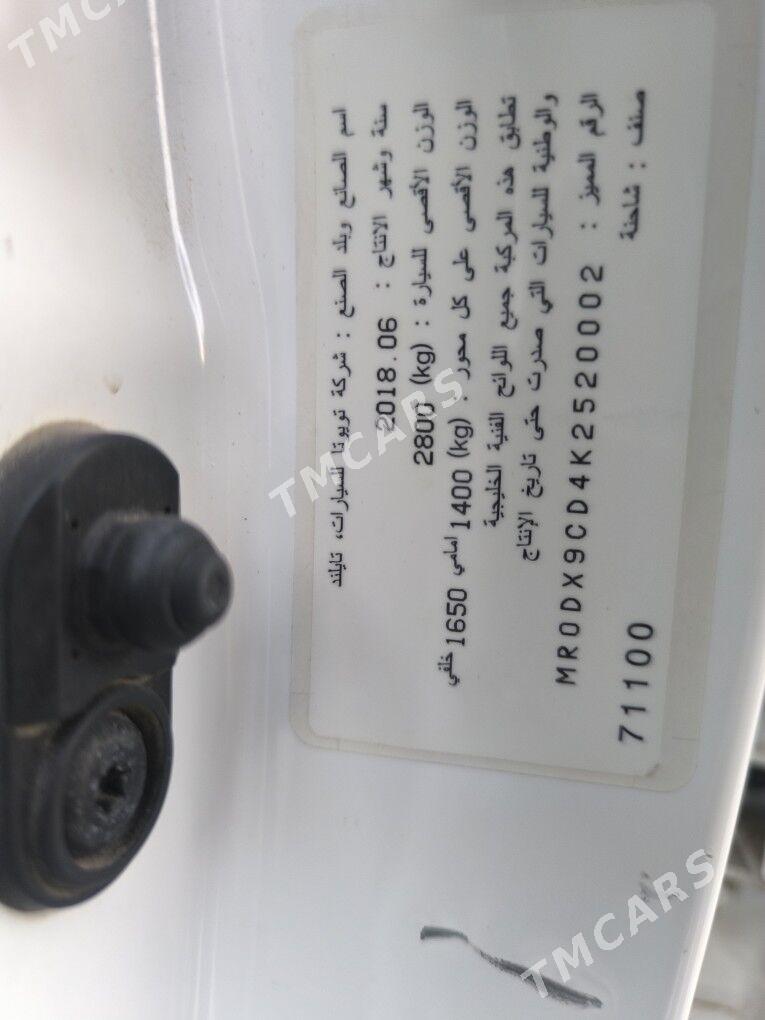 اسم الصانع وبلد الصنع : شركة تويوتا للسيارات، تايلند
سنة وشهر الانتاج : 2018.06
الوزن الأقصى للسيارة : 2800 (kg)
الوزن الأقصى على كل محور : (kg) 1400 امامي 1650 خلفي
تطابق هذه المركبة جميع اللوائح الفنية الخليجية
والوطنية للسيارات التي صدرت حتى تاريخ الإنتاج
الرقم المميز : MR0DX9CD4K2520002
صنف : شاحنة
71100
TMCARS
TMCARS
TMCARS